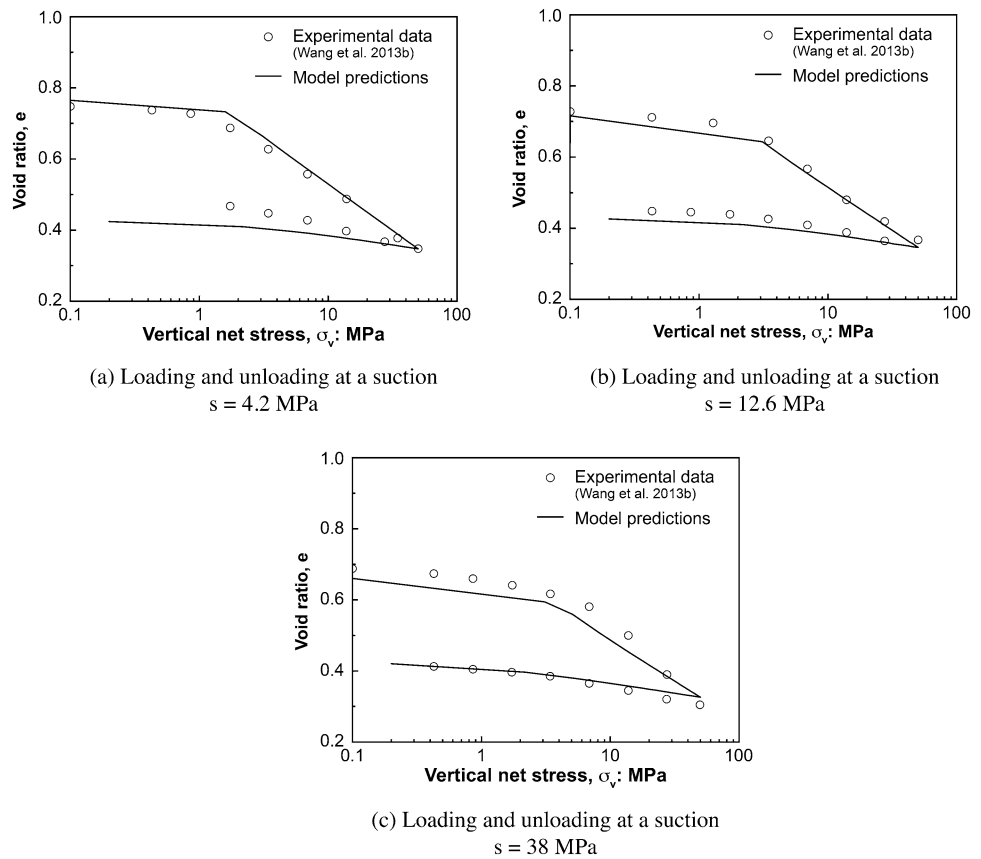 1.0
0.8
0.6
0.4
0.2
Void ratio, e
Experimental data
(Wang et al. 2013b)
Model predictions
0.1 1 10 100
Vertical net stress, σv: MPa
(a) Loading and unloading at a suction
s = 4.2 MPa
1.0
0.8
0.6
0.4
0.2
Void ratio, e
Experimental data
(Wang et al. 2013b)
Model predictions
0.1 1 10 100
Vertical net stress, σv: MPa
(b) Loading and unloading at a suction
s = 12.6 MPa
1.0
0.8
0.6
0.4
0.2
Void ratio, e
Experimental data
(Wang et al. 2013b)
Model predictions
0.1 1 10 100
Vertical net stress, σv: MPa
(c) Loading and unloading at a suction
s = 38 MPa